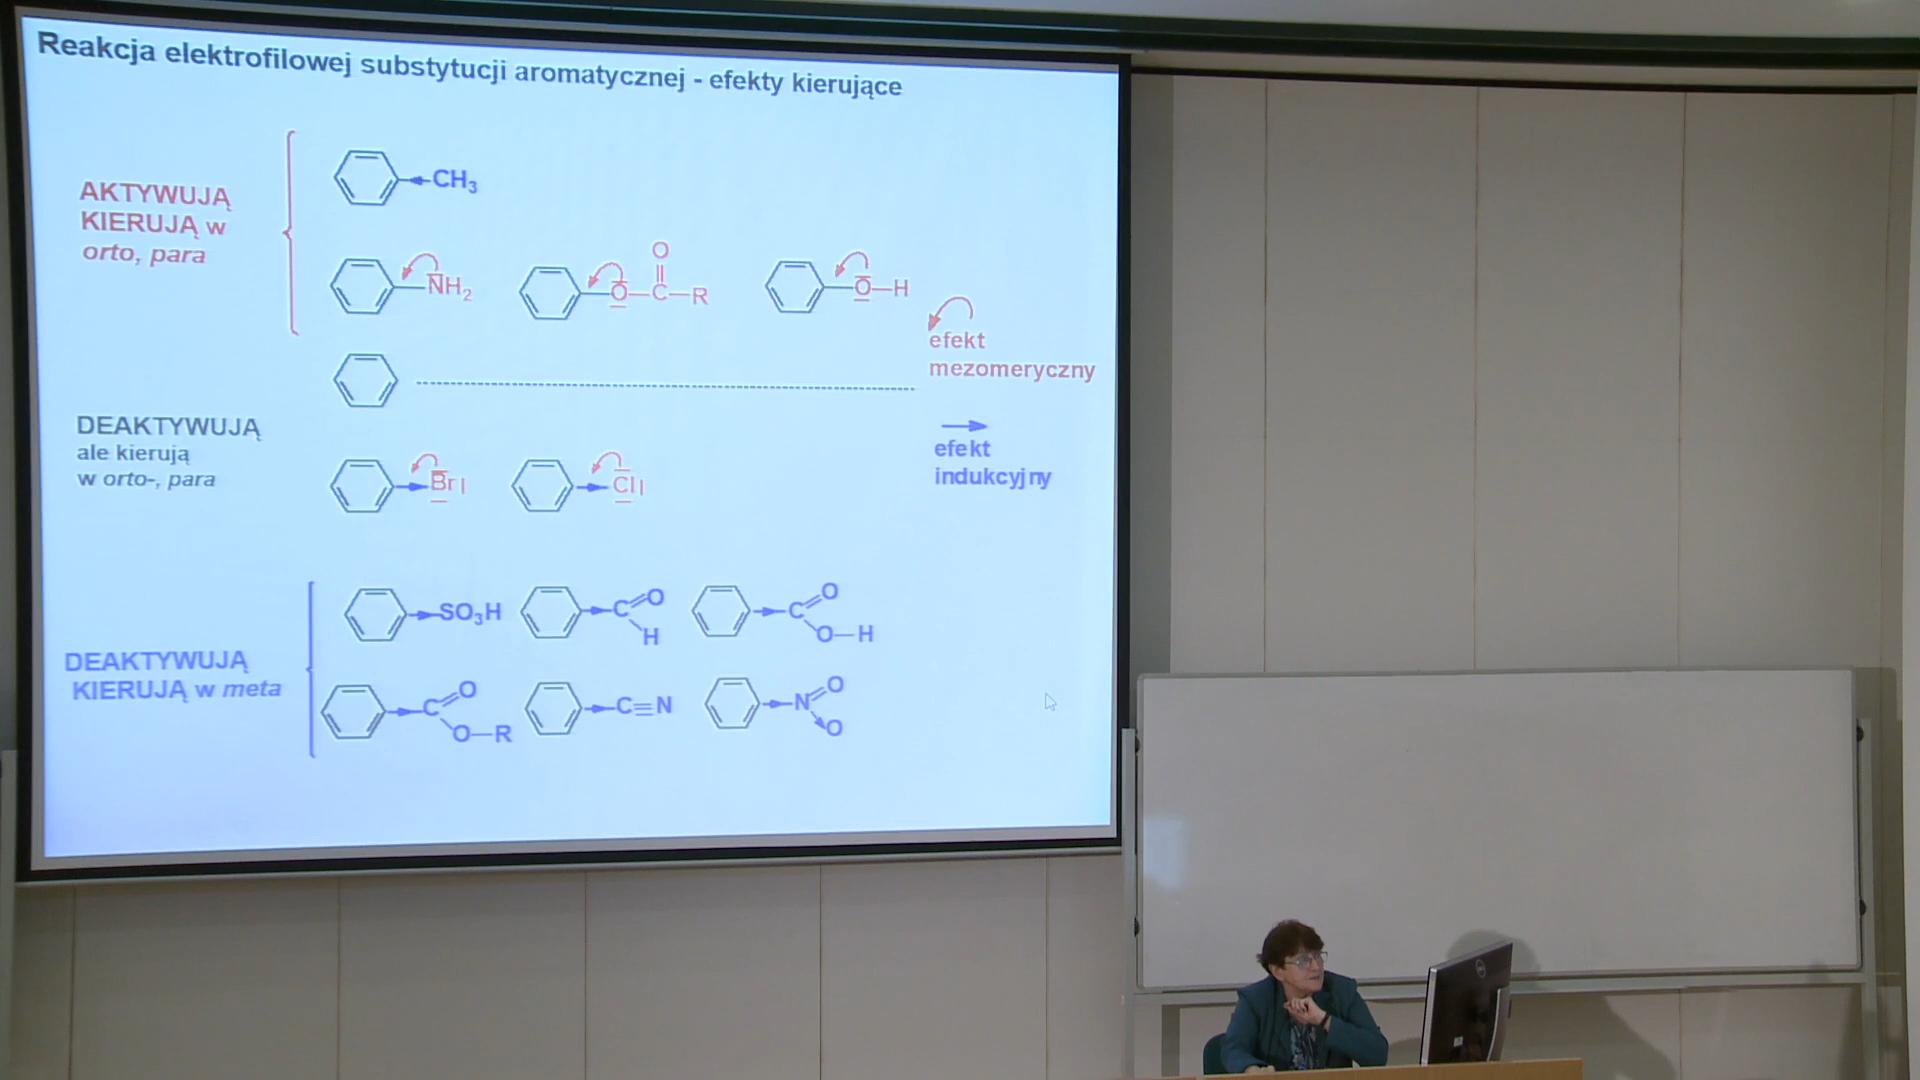 Reakcja elektrofilowej substytucji aromatycznej - efekty kierujące
AKTYWUJĄ
KIERUJĄ w
orto, para
CH3
NH2
O
O—C—R
O—H
efekt
mezomeryczny
DEAKTYWUJĄ
ale kierują
w orto-, para
Br
Cl
efekt
indukcyjny
DEAKTYWUJĄ
KIERUJĄ w meta
SO3H
C=O
H
C=O
O—H
C=O
O—R
C≡N
N=O
O
DELL